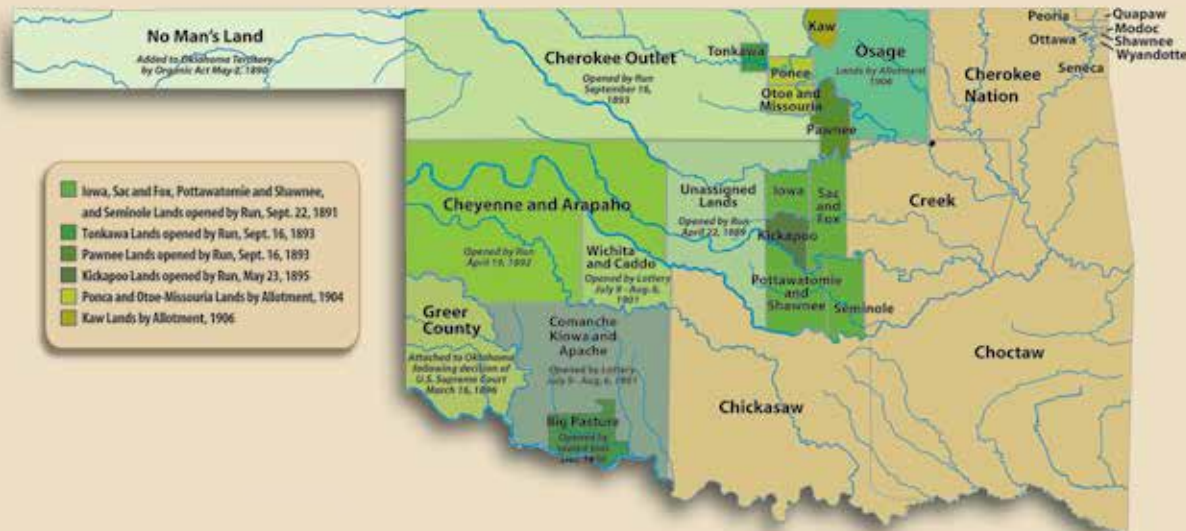 No Man's Land
Added to Oklahoma Territory
by Organic Act May 2, 1890
Cherokee Outlet
Opened by Run
September 16,
1893
Tonkawa
Kaw
Ponce
Otoe and
Missouria
Pawnee
Osage
Lands by Allotment
1906
Cherokee
Nation
Peoria
Quapaw
Modoc
Ottawa
Shawnee
Wyandotte
Seneca
Iowa, Sac and Fox, Pottawatomie and Shawnee,
and Seminole Lands opened by Run, Sept. 22, 1891
Tonkawa Lands opened by Run, Sept. 16, 1893
Pawnee Lands opened by Run, Sept. 16, 1893
Kickapoo Lands opened by Run, May 23, 1895
Ponca and Otoe-Missouria Lands by Allotment, 1904
Kaw Lands by Allotment, 1906
Cheyenne and Arapaho
Opened by Run
April 19, 1892
Wichita
and Caddo
Opened by Lottery
July 9 - Aug. 6,
1901
Unassigned
Lands
Opened by Run
April 22, 1889
Iowa
Sac
and
Fox
Kickapoo
Pottawatomie
and
Shawnee
Seminole
Creek
Greer
County
Attached to Oklahoma
following decision of
U.S. Supreme Court
March 16, 1896
Comanche
Kiowa and
Apache
Opened by Lottery
July 9 - Aug. 6, 1901
Big Pasture
Opened by
Chickasaw
Choctaw